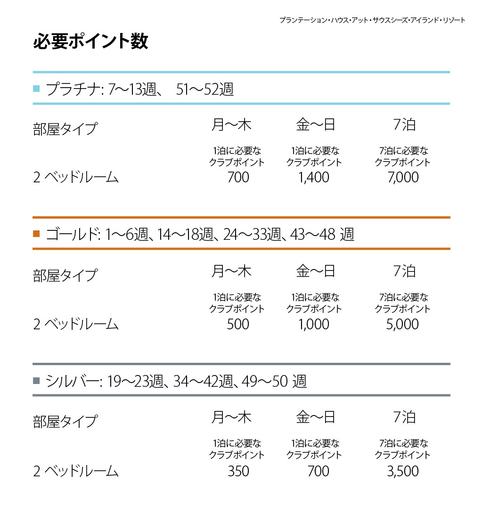 プランテーション・ハウス・アット・サウスシーズ・アイランド・リゾート
必要ポイント数
プラチナ: 7～13週、 51～52週
部屋タイプ 月～木 金～日 7泊
1泊に必要な 1泊に必要な 7泊に必要な
クラブポイント クラブポイント クラブポイント
2 ベッドルーム 700 1,400 7,000
ゴールド: 1～6週、14～18週、24～33週、43～48 週
部屋タイプ 月～木 金～日 7泊
1泊に必要な 1泊に必要な 7泊に必要な
クラブポイント クラブポイント クラブポイント
2 ベッドルーム 500 1,000 5,000
シルバー: 19～23週、34～42週、49～50 週
部屋タイプ 月～木 金～日 7泊
1泊に必要な 1泊に必要な 7泊に必要な
クラブポイント クラブポイント クラブポイント
2 ベッドルーム 350 700 3,500